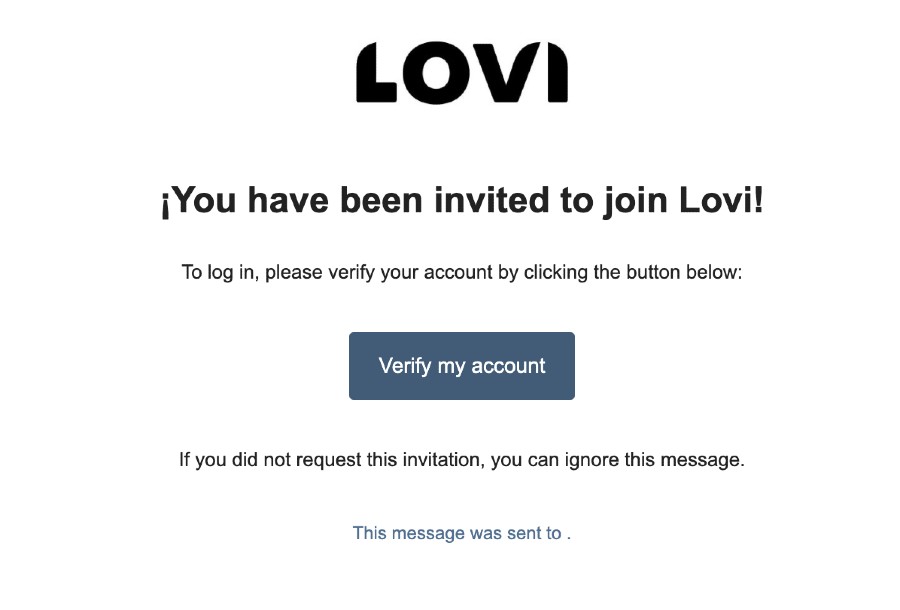 LOVI
¡You have been invited to join Lovi!
To log in, please verify your account by clicking the button below:
Verify my account
If you did not request this invitation, you can ignore this message.
This message was sent to .